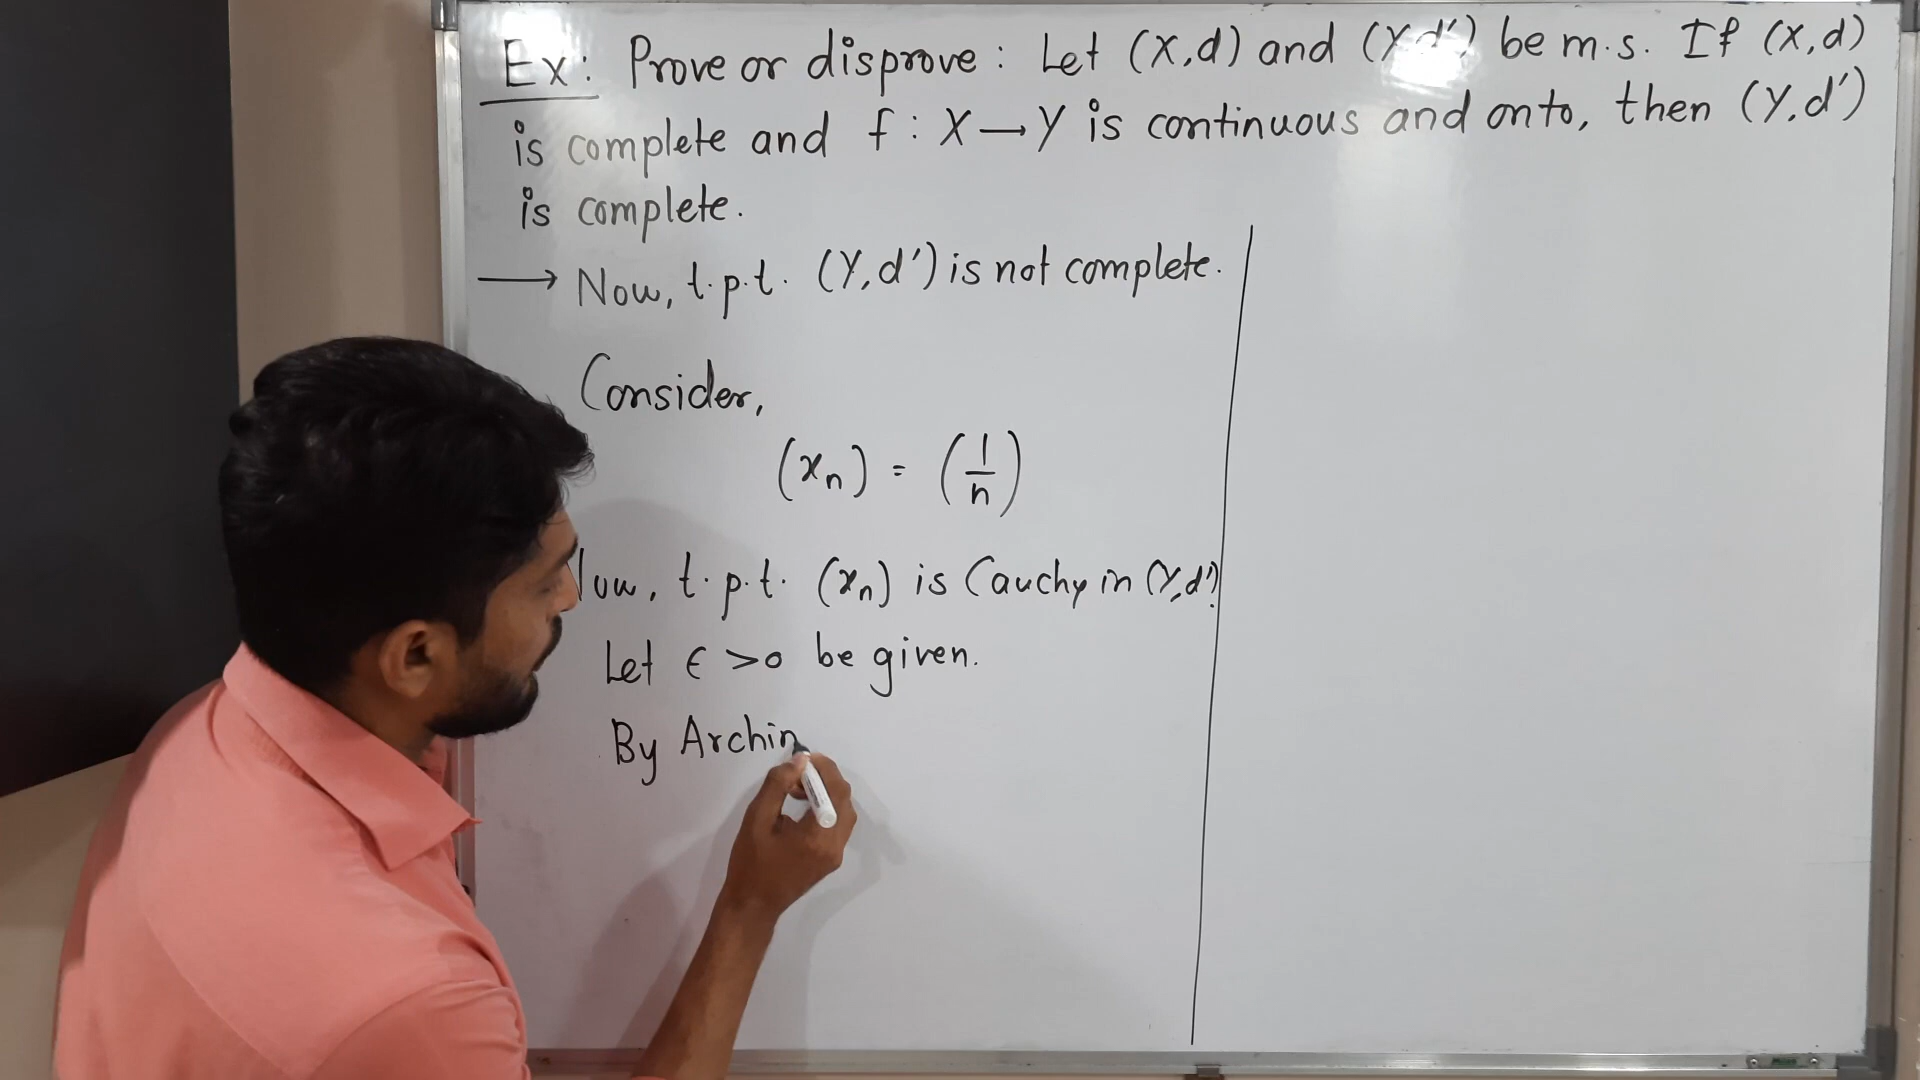 Ex: Prove or disprove: Let (X,d) and (Y,d') be m.s. If (X,d)
is complete and f : X→Y is continuous and onto, then (Y,d')
is complete.
→ Now, t.p.t. (Y,d') is not complete.
Consider,
(xₙ) = (1/n)
Now, t.p.t. (xₙ) is Cauchy in (Y,d').
Let ϵ >0 be given.
By Archim